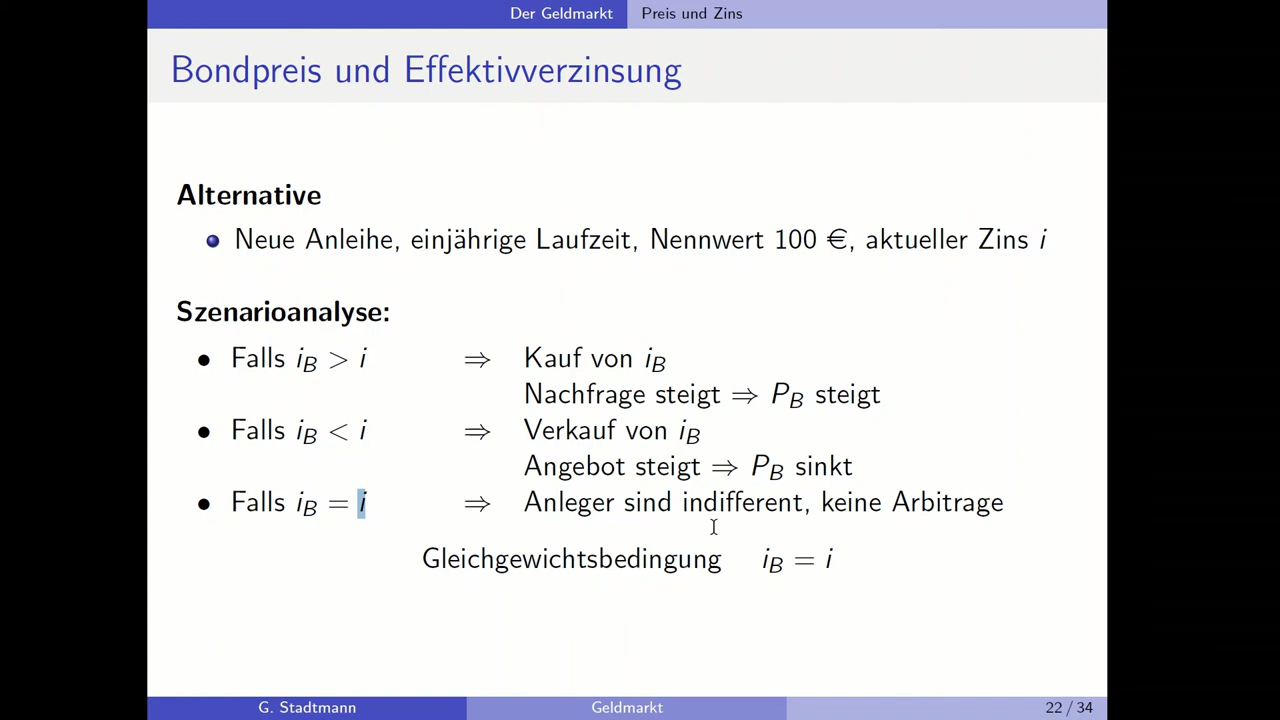 Der Geldmarkt Preis und Zins
Bondpreis und Effektivverzinsung
Alternative
Neue Anleihe, einjährige Laufzeit, Nennwert 100 €, aktueller Zins i
Szenarioanalyse:
• Falls i_B > i ⇒ Kauf von i_B
Nachfrage steigt ⇒ P_B steigt
• Falls i_B < i ⇒ Verkauf von i_B
Angebot steigt ⇒ P_B sinkt
• Falls i_B = i ⇒ Anleger sind indifferent, keine Arbitrage
Gleichgewichtsbedingung i_B = i
G. Stadtmann Geldmarkt 22 / 34